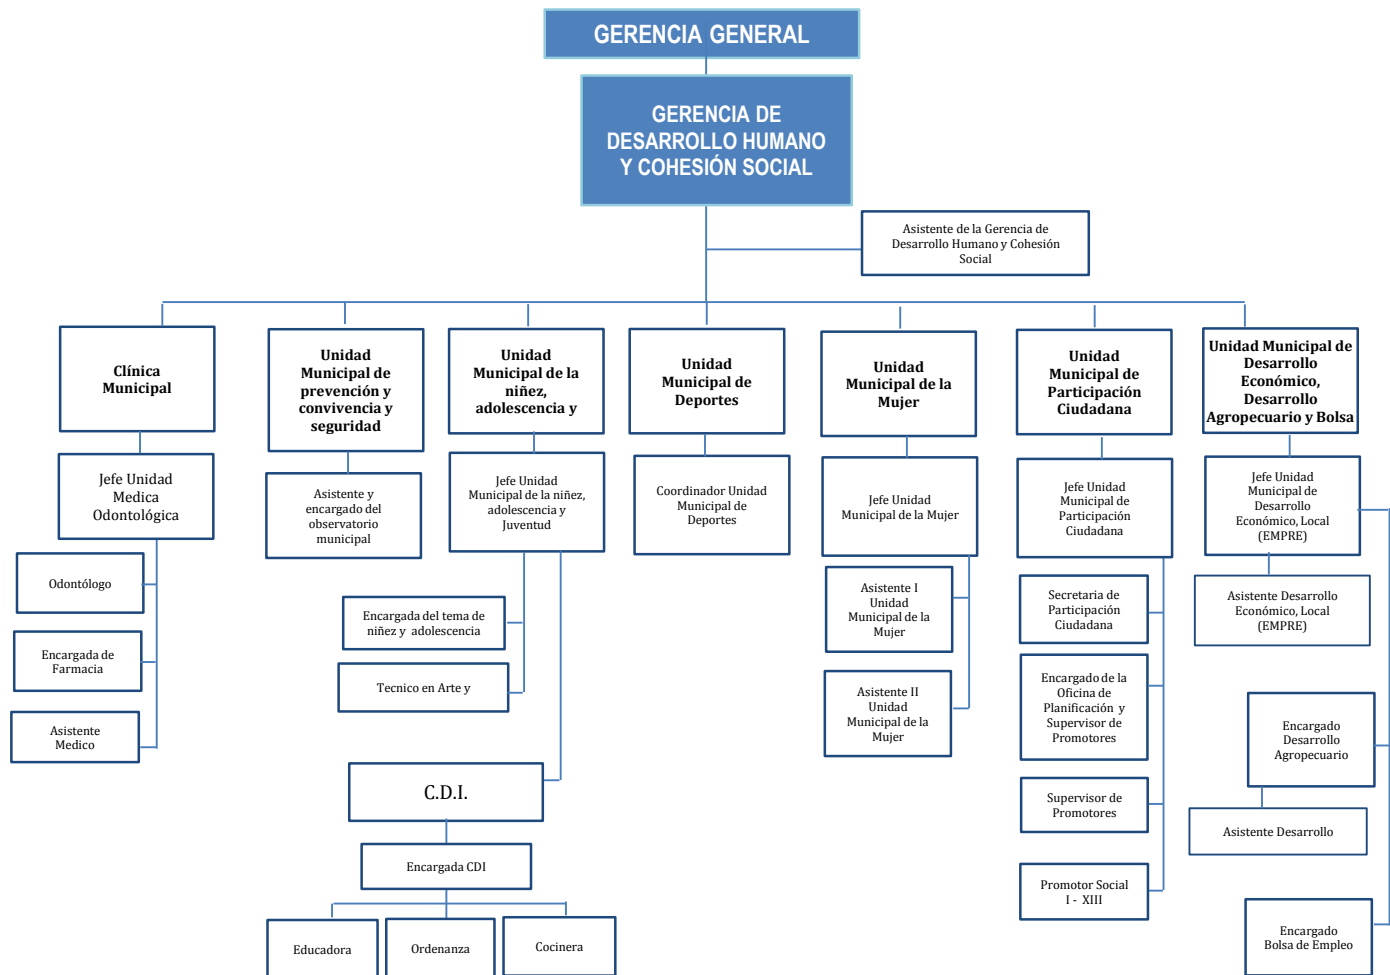 GERENCIA GENERAL
GERENCIA DE
DESARROLLO HUMANO
Y COHESIÓN SOCIAL
Asistente de la Gerencia de
Desarrollo Humano y Cohesión
Social
Clínica
Municipal
Unidad
Municipal de
prevención y
convivencia y
seguridad
Unidad
Municipal de la
niñez,
adolescencia y
Unidad
Municipal de
Deportes
Unidad
Municipal de la
Mujer
Unidad
Municipal de
Participación
Ciudadana
Unidad Municipal de
Desarrollo
Económico,
Desarrollo
Agropecuario y Bolsa
Jefe Unidad
Medica
Odontológica
Asistente y
encargado del
observatorio
municipal
Jefe Unidad
Municipal de la niñez,
adolescencia y
Juventud
Coordinador Unidad
Municipal de
Deportes
Jefe Unidad
Municipal de la Mujer
Jefe Unidad
Municipal de
Participación
Ciudadana
Jefe Unidad
Municipal de
Desarrollo
Económico, Local
(EMPRE)
Odontólogo
Encargada de
Farmacia
Asistente
Medico
Encargada del tema de
niñez y adolescencia
Tecnico en Arte y
C.D.I.
Encargada CDI
Educadora
Ordenanza
Cocinera
Asistente I
Unidad
Municipal de la
Mujer
Asistente II
Unidad
Municipal de la
Mujer
Secretaria de
Participación
Ciudadana
Encargado de la
Oficina de
Planificación y
Supervisor de
Promotores
Supervisor de
Promotores
Promotor Social
I - XIII
Asistente Desarrollo
Económico, Local
(EMPRE)
Encargado
Desarrollo
Agropecuario
Asistente Desarrollo
Encargado
Bolsa de Empleo